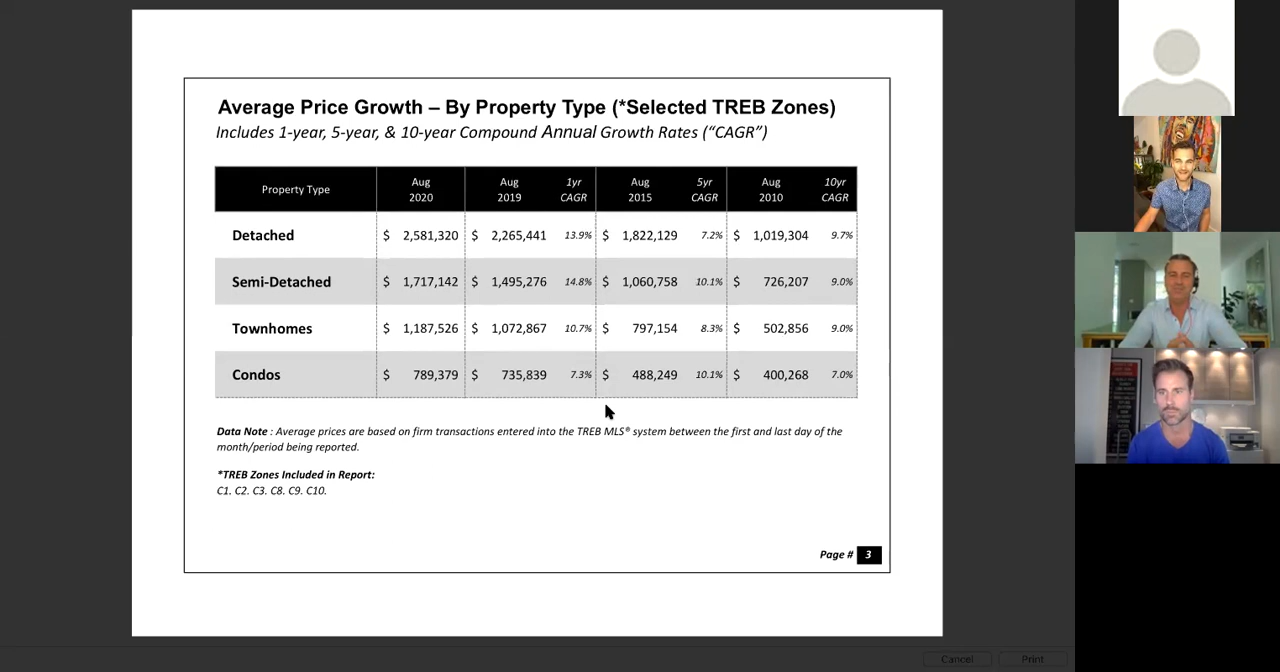 Average Price Growth – By Property Type (*Selected TREB Zones)
Includes 1-year, 5-year, & 10-year Compound Annual Growth Rates (“CAGR”)
Property Type Aug 2020 Aug 2019 1yr CAGR Aug 2015 5yr CAGR Aug 2010 10yr CAGR
Detached $ 2,581,320 $ 2,265,441 13.9% $ 1,822,129 7.2% $ 1,019,304 9.7%
Semi-Detached $ 1,717,142 $ 1,495,276 14.8% $ 1,060,758 10.1% $ 726,207 9.0%
Townhomes $ 1,187,526 $ 1,072,867 10.7% $ 797,154 8.3% $ 502,856 9.0%
Condos $ 789,379 $ 735,839 7.3% $ 488,249 10.1% $ 400,268 7.0%
Data Note : Average prices are based on firm transactions entered into the TREB MLS® system between the first and last day of the
month/period being reported.
*TREB Zones Included in Report:
C1. C2. C3. C8. C9. C10.
Page # 3
Cancel Print